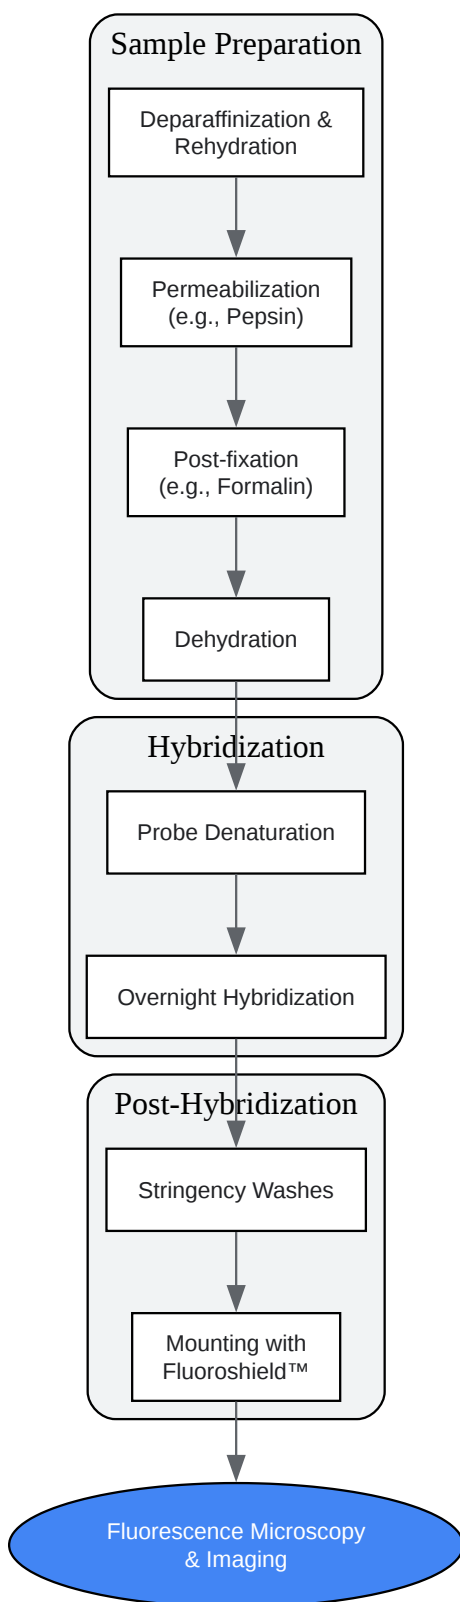 Sample Preparation
Deparaffinization &
Rehydration
Permeabilization
(e.g., Pepsin)
Post-fixation
(e.g., Formalin)
Dehydration
Hybridization
Probe Denaturation
Overnight Hybridization
Post-Hybridization
Stringency Washes
Mounting with
Fluoroshield™
Fluorescence Microscopy
& Imaging